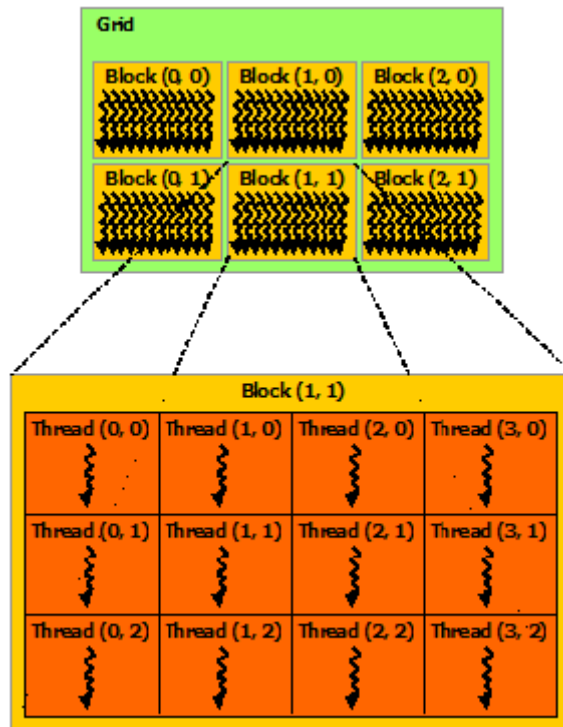 Grid
Block (0, 0) Block (1, 0) Block (2, 0)
Block (0, 1) Block (1, 1) Block (2, 1)
Block (1, 1)
Thread (0, 0) Thread (1, 0) Thread (2, 0) Thread (3, 0)
Thread (0, 1) Thread (1, 1) Thread (2, 1) Thread (3, 1)
Thread (0, 2) Thread (1, 2) Thread (2, 2) Thread (3, 2)